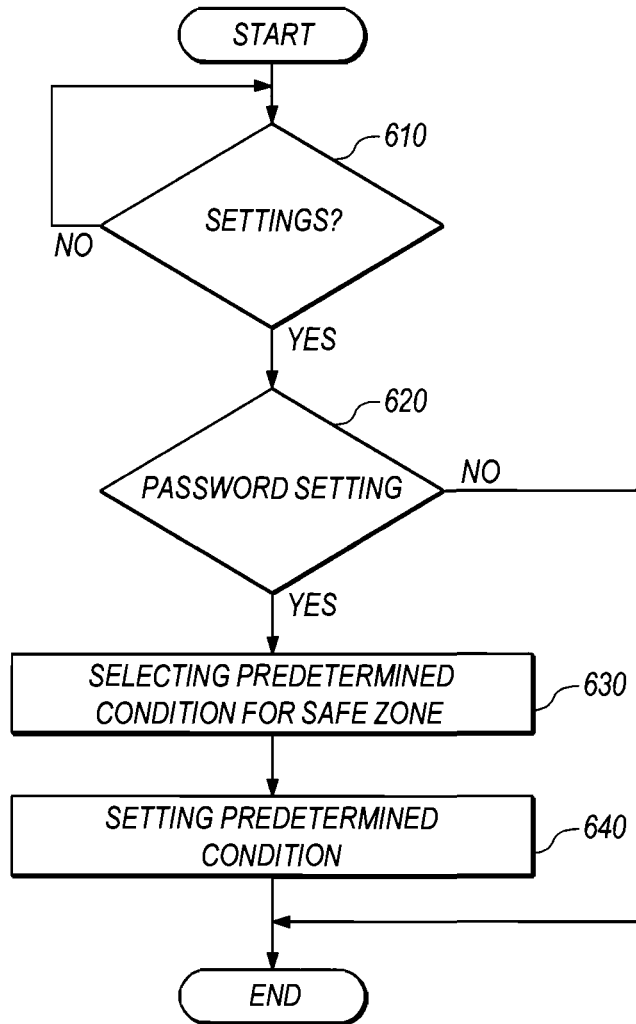 START
610
SETTINGS?
NO
YES
620
PASSWORD SETTING
NO
YES
SELECTING PREDETERMINED
CONDITION FOR SAFE ZONE
630
SETTING PREDETERMINED
CONDITION
640
END